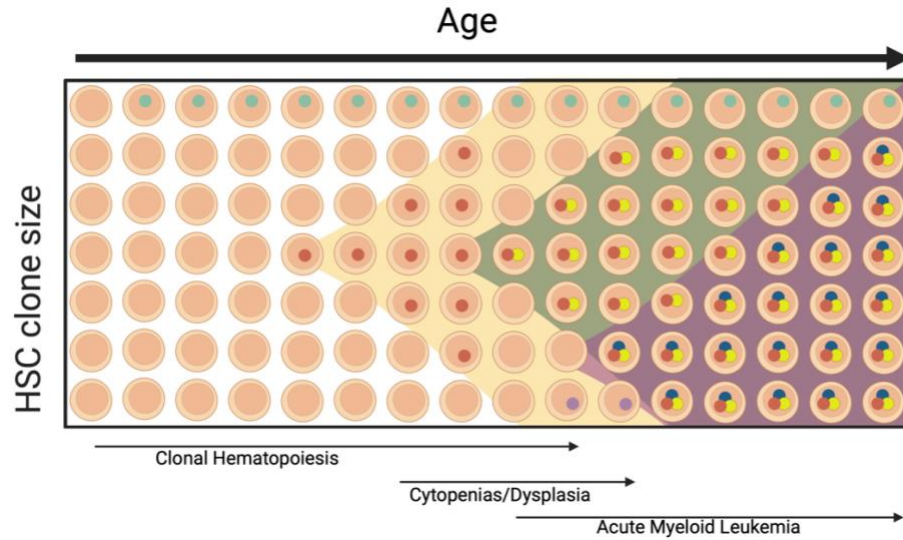 Age
HSC clone size
Clonal Hematopoiesis
Cytopenias/Dysplasia
Acute Myeloid Leukemia